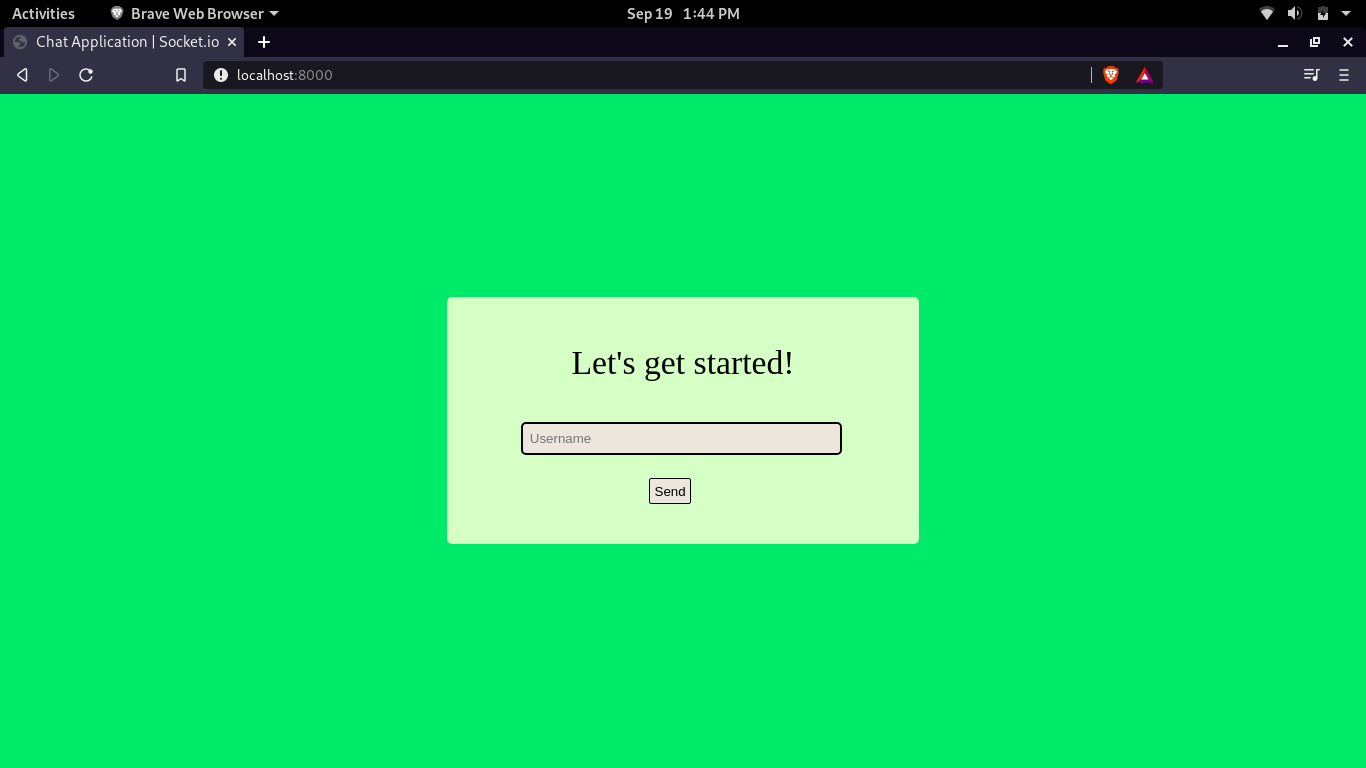 Activities
Brave Web Browser
Sep 19 1:44 PM
Chat Application | Socket.io
localhost:8000
Let's get started!
Username
Send